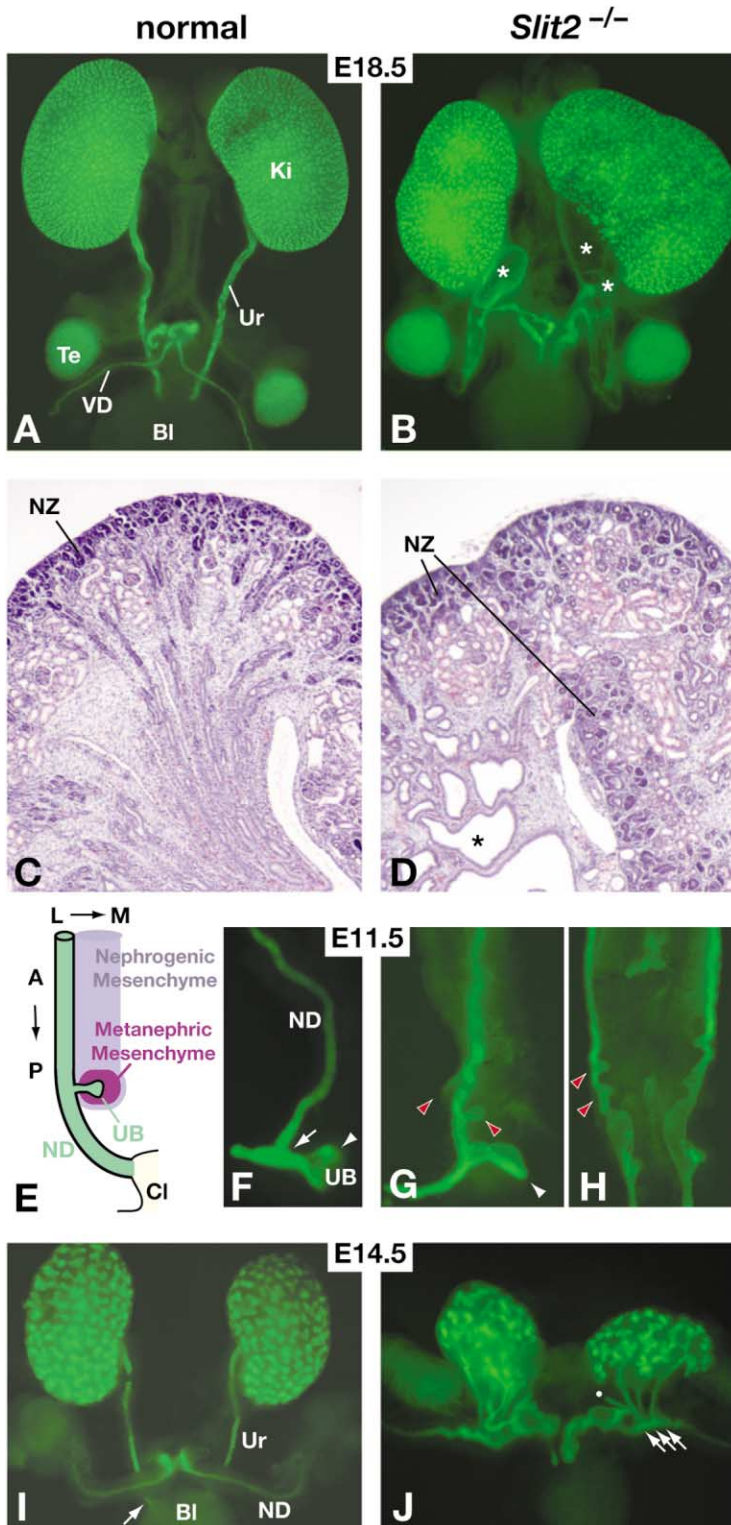 normal
Slit2 –/–
E18.5
Ki
Ur
Te
VD
Bl
A
B
NZ
NZ
C
D
L → M
A
↓
P
Nephrogenic
Mesenchyme
Metanephric
Mesenchyme
UB
ND
Cl
E
E11.5
ND
UB
F
G
H
E14.5
Ur
Bl
ND
I
J